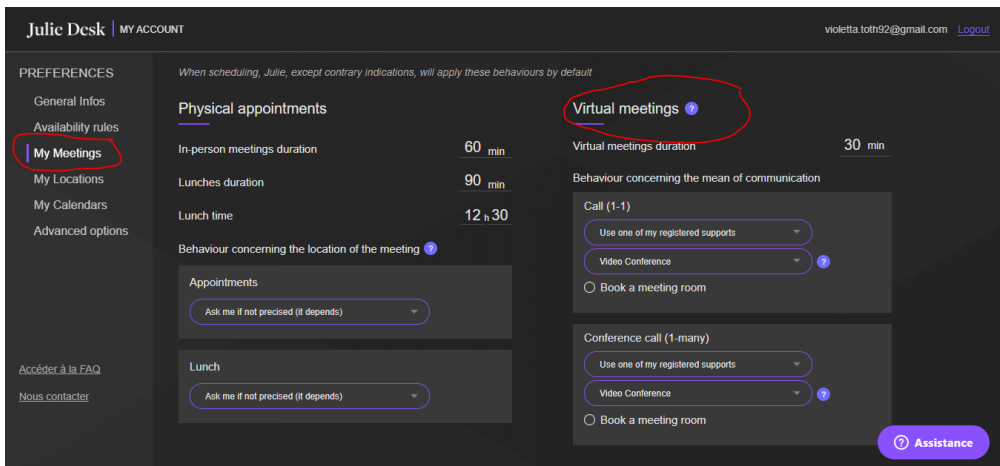 Julie Desk | MY ACCOUNT
violetta.toth92@gmail.com Logout
PREFERENCES
General Infos
Availability rules
My Meetings
My Locations
My Calendars
Advanced options
Accéder à la FAQ
Nous contacter
When scheduling, Julie, except contrary indications, will apply these behaviours by default
Physical appointments
In-person meetings duration 60 min
Lunches duration 90 min
Lunch time 12 h 30
Behaviour concerning the location of the meeting ?
Appointments
Ask me if not precised (it depends)
Lunch
Ask me if not precised (it depends)
Virtual meetings ?
Virtual meetings duration 30 min
Behaviour concerning the mean of communication
Call (1-1)
Use one of my registered supports
Video Conference ?
Book a meeting room
Conference call (1-many)
Use one of my registered supports
Video Conference ?
Book a meeting room
? Assistance